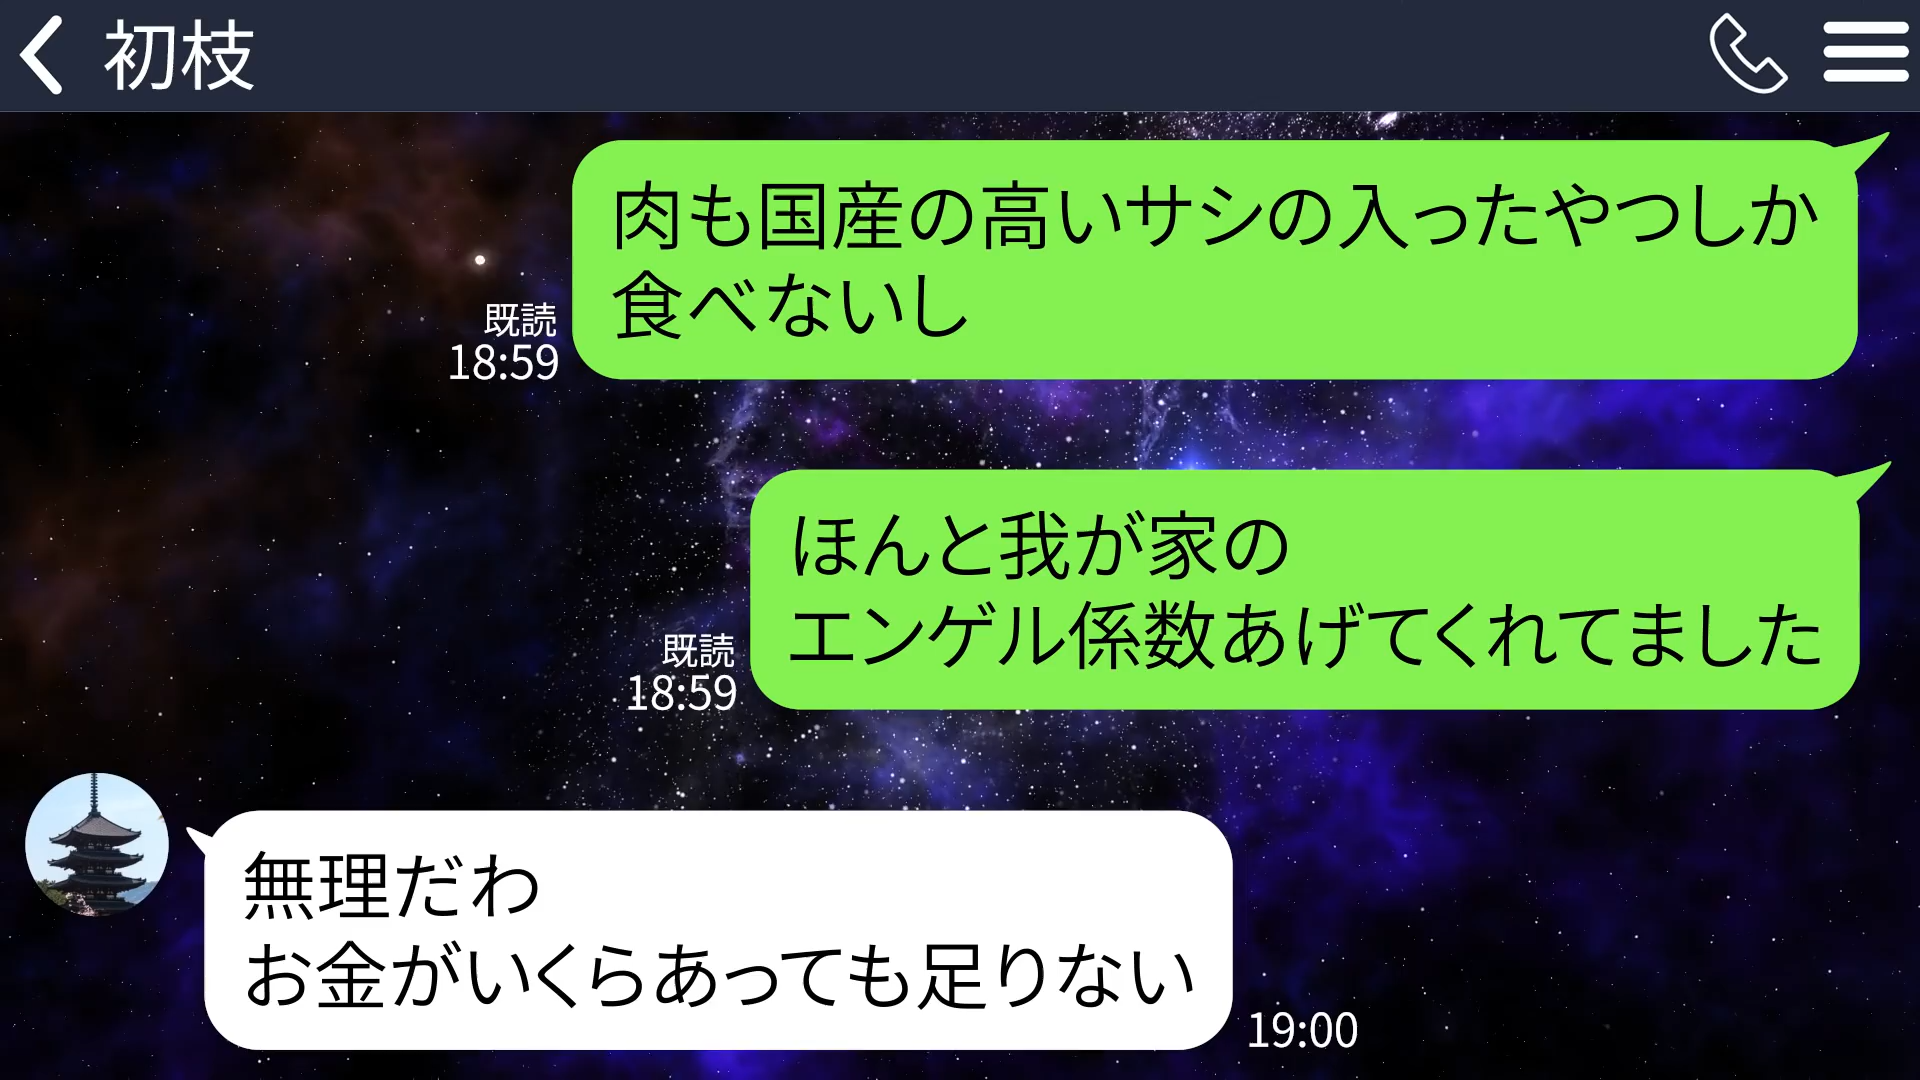 初枝
肉も国産の高いサシの入ったやつしか
食べないし
既読
18:59
ほんと我が家の
エンゲル係数あげてくれてました
既読
18:59
無理だわ
お金がいくらあっても足りない
19:00